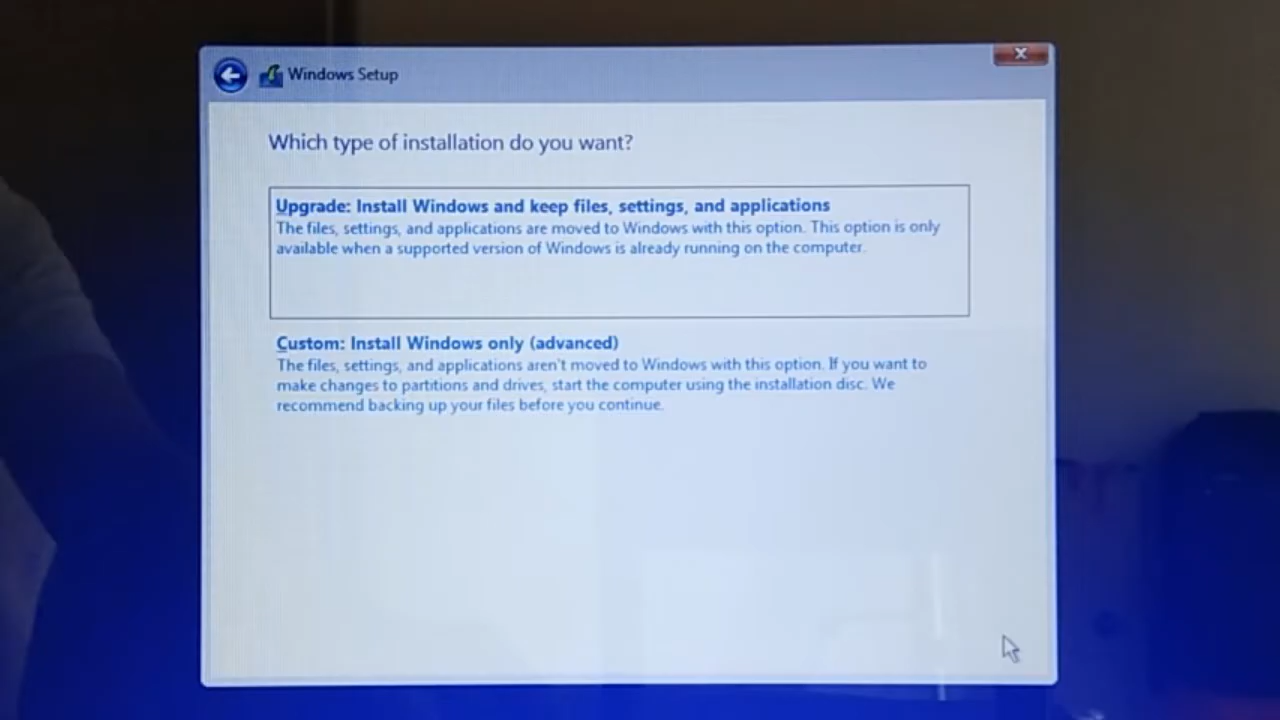 Windows Setup
Which type of installation do you want?
Upgrade: Install Windows and keep files, settings, and applications
The files, settings, and applications are moved to Windows with this option. This option is only
available when a supported version of Windows is already running on the computer.
Custom: Install Windows only (advanced)
The files, settings, and applications aren't moved to Windows with this option. If you want to
make changes to partitions and drives, start the computer using the installation disc. We
recommend backing up your files before you continue.